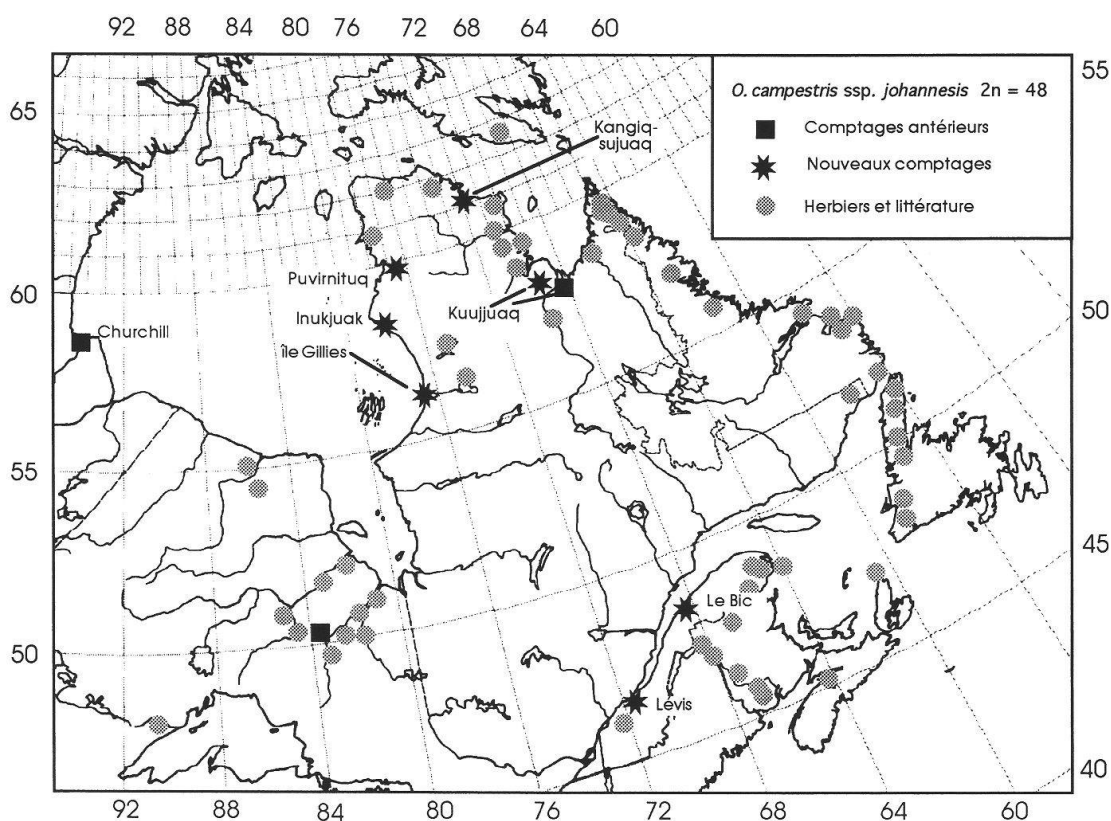 92 88 84 80 76 72 68 64 60
55
O. campestris ssp. johannesis 2n = 48
Comptages antérieurs
Nouveaux comptages
Herbiers et littérature
65
Kangiq-
sujuaq
Puvirnituq
60
Inukjuak
Kuujjuaq
50
Churchill
île Gillies
55
45
Le Bic
50
Lévis
40
92 88 84 80 76 72 68 64 60